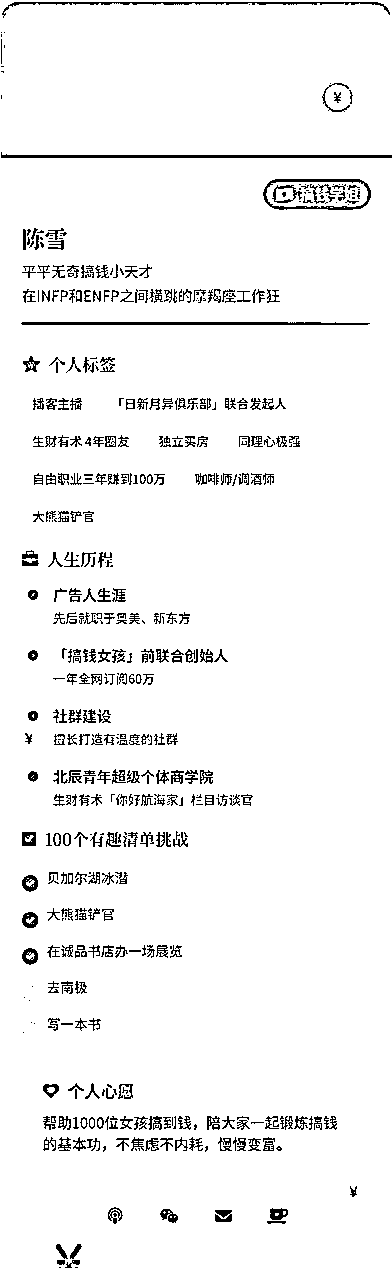 ¥
搞钱学姐
陈雪
平平无奇搞钱小天才
在INFP和ENFP之间横跳的摩羯座工作狂
个人标签
播客主播 「日新月异俱乐部」联合发起人
生财有术4年圈友 独立买房 同理心极强
自由职业三年赚到100万 咖啡师/调酒师
大熊猫铲官
人生历程
广告人生涯
先后就职于奥美、新东方
「搞钱女孩」前联合创始人
一年全网订阅60万
社群建设
¥ 擅长打造有温度的社群
北辰青年超级个体商学院
生财有术「你好航海家」栏目访谈官
100个有趣清单挑战
贝加尔湖冰潜
大熊猫铲官
在诚品书店办一场展览
去南极
写一本书
个人心愿
帮助1000位女孩搞到钱，陪大家一起锻炼搞钱
的基本功，不焦虑不内耗，慢慢变富。
¥